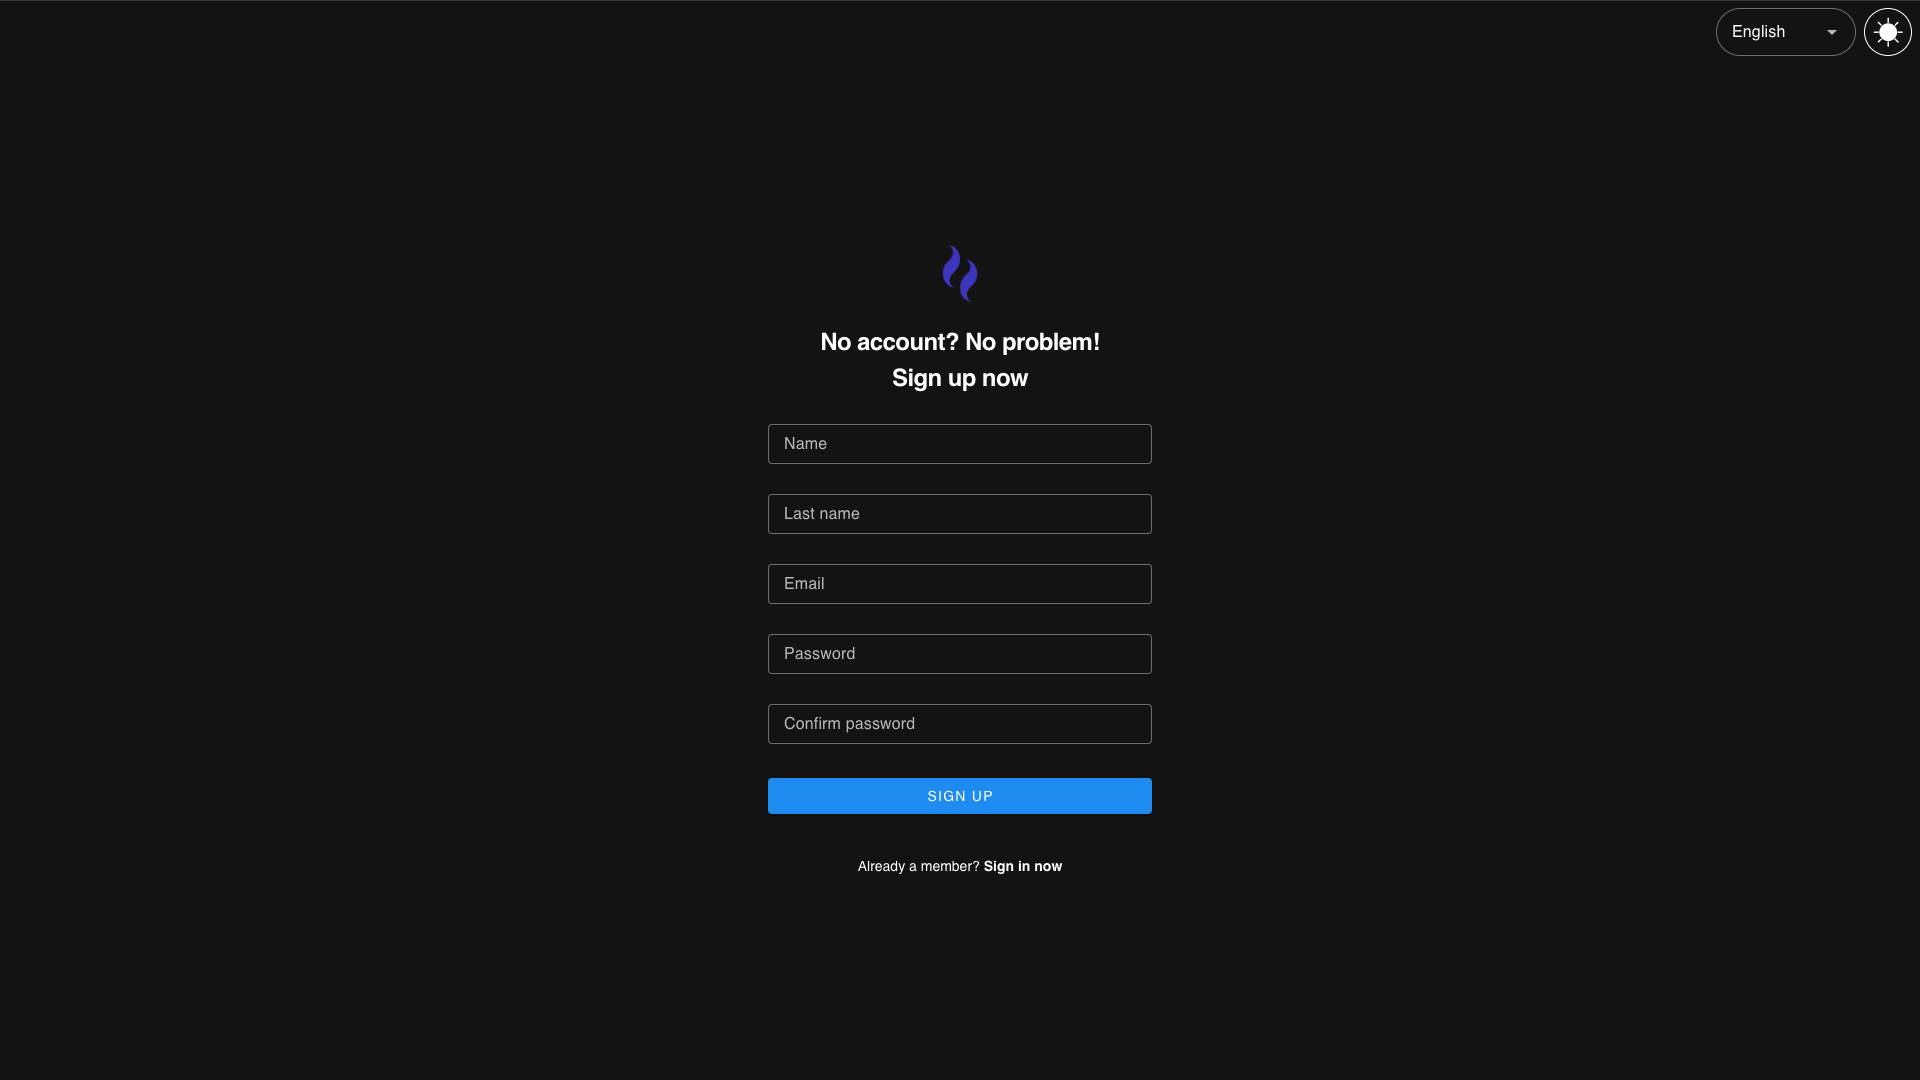 English
No account? No problem!
Sign up now
Name
Last name
Email
Password
Confirm password
SIGN UP
Already a member? Sign in now